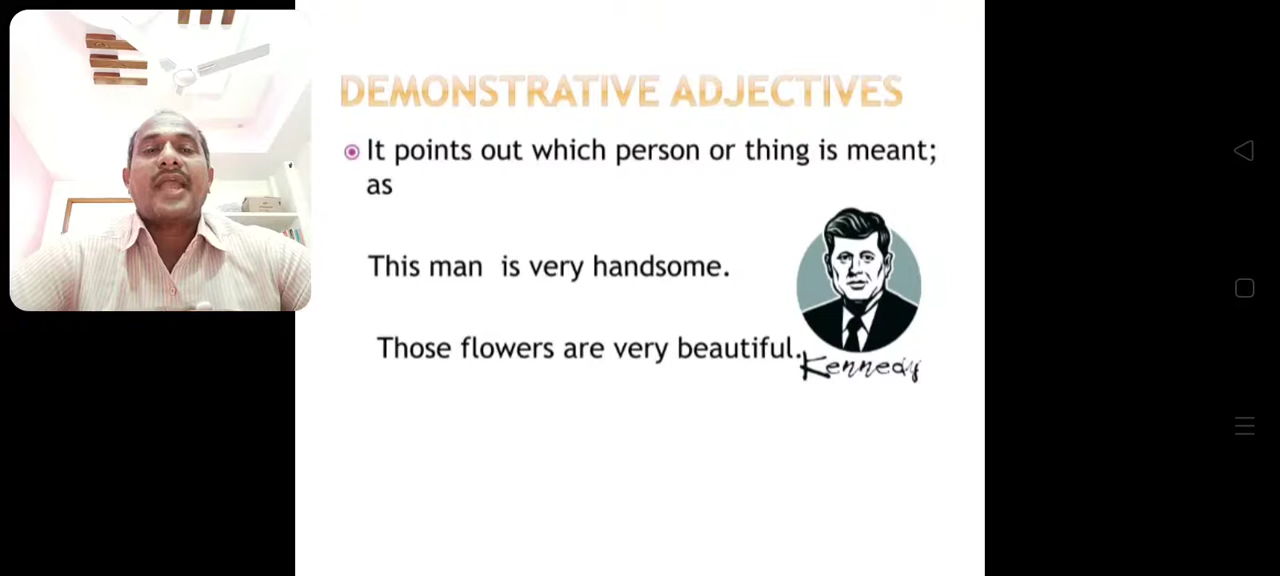 DEMONSTRATIVE ADJECTIVES
It points out which person or thing is meant;
as
This man is very handsome.
Those flowers are very beautiful.
Kennedy